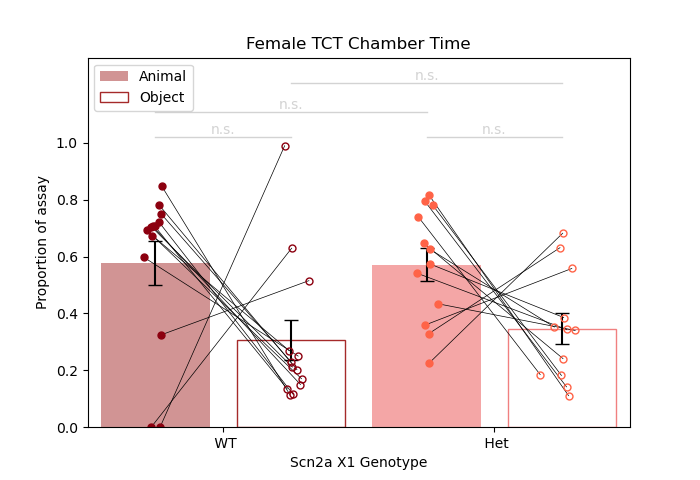 Female TCT Chamber Time
Animal
Object
n.s.
n.s.
n.s.
n.s.
1.0
0.8
0.6
0.4
0.2
0.0
Proportion of assay
WT
Het
Scn2a X1 Genotype